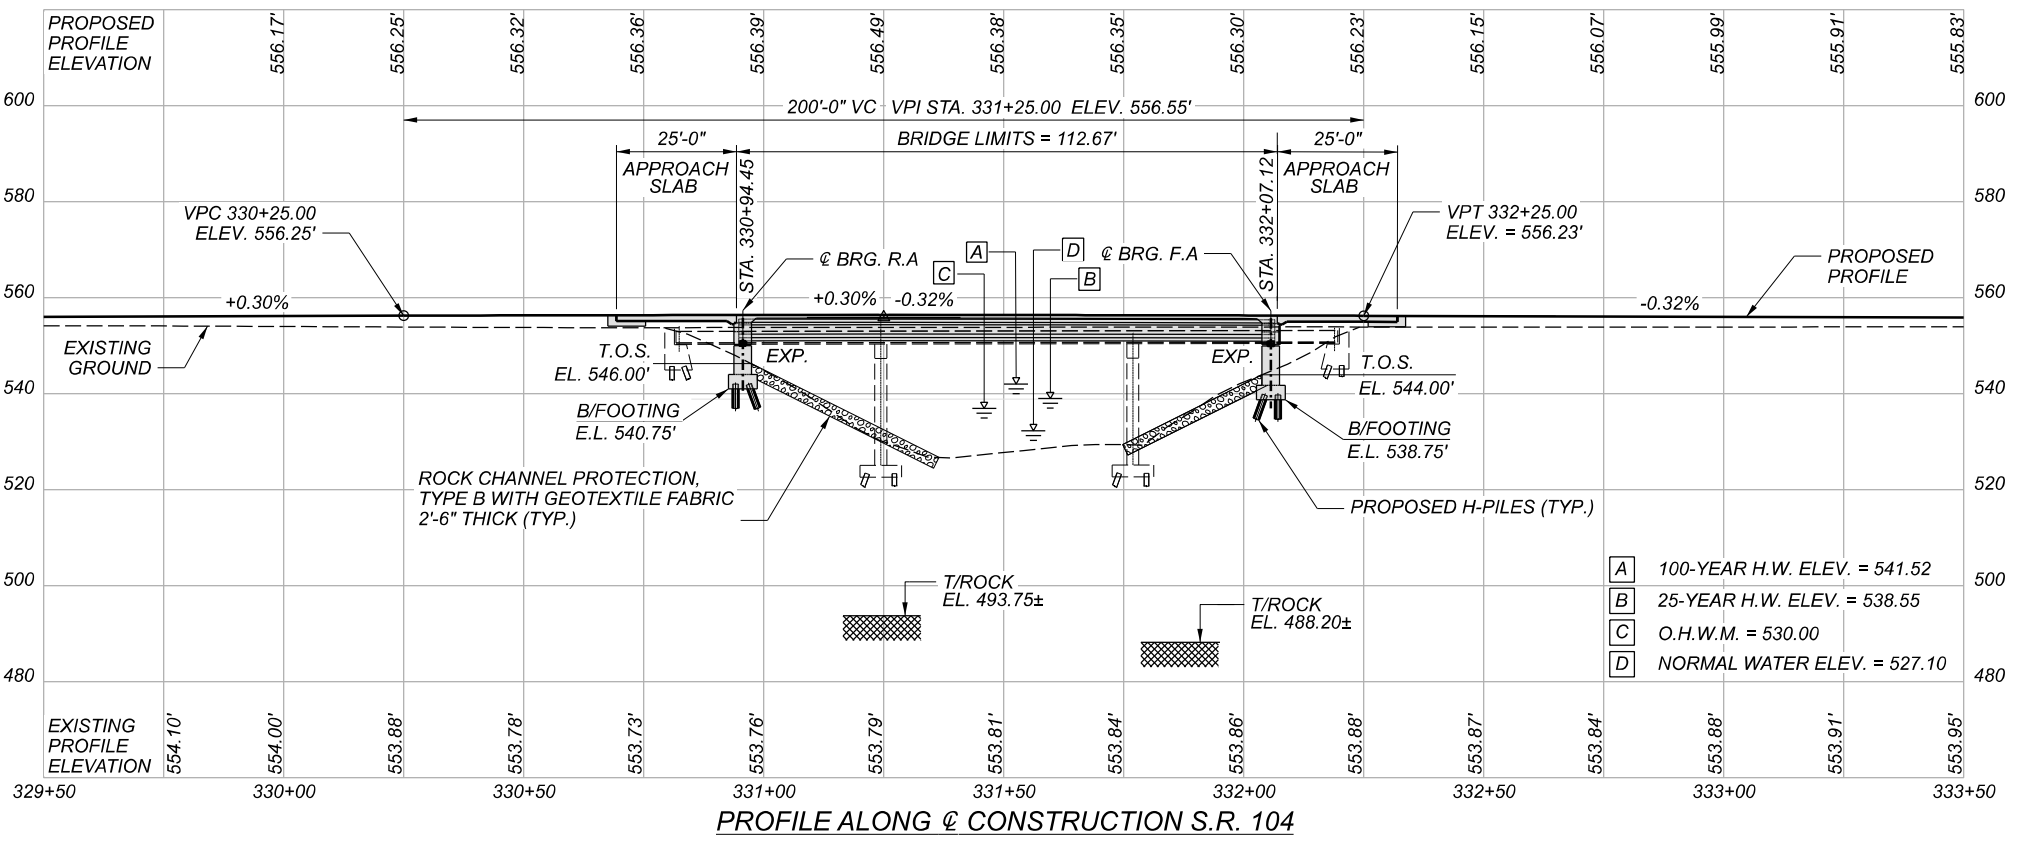 PROPOSED
PROFILE
ELEVATION
556.17'
556.25'
556.32'
556.36'
556.39'
556.49'
556.38'
556.35'
556.30'
556.23'
556.15'
556.07'
555.99'
555.91'
555.83'
600
600
200'-0" VC VPI STA. 331+25.00 ELEV. 556.55'
25'-0"
BRIDGE LIMITS = 112.67'
25'-0"
APPROACH
SLAB
STA. 330+94.45
STA. 332+07.12
APPROACH
SLAB
580
580
VPC 330+25.00
ELEV. 556.25'
VPT 332+25.00
ELEV. = 556.23'
℄ BRG. R.A
C
A
D
B
℄ BRG. F.A
PROPOSED
PROFILE
560
560
+0.30%
+0.30%
-0.32%
-0.32%
EXISTING
GROUND
T.O.S.
EL. 546.00'
EXP.
EXP.
T.O.S.
EL. 544.00'
540
540
B/FOOTING
E.L. 540.75'
B/FOOTING
E.L. 538.75'
ROCK CHANNEL PROTECTION,
TYPE B WITH GEOTEXTILE FABRIC
2'-6" THICK (TYP.)
520
520
PROPOSED H-PILES (TYP.)
500
500
T/ROCK
EL. 493.75±
T/ROCK
EL. 488.20±
A 100-YEAR H.W. ELEV. = 541.52
B 25-YEAR H.W. ELEV. = 538.55
C O.H.W.M. = 530.00
D NORMAL WATER ELEV. = 527.10
480
480
EXISTING
PROFILE
ELEVATION
554.10'
554.00'
553.88'
553.78'
553.73'
553.76'
553.79'
553.81'
553.84'
553.86'
553.88'
553.87'
553.84'
553.88'
553.91'
553.95'
329+50
330+00
330+50
331+00
331+50
332+00
332+50
333+00
333+50
PROFILE ALONG ℄ CONSTRUCTION S.R. 104